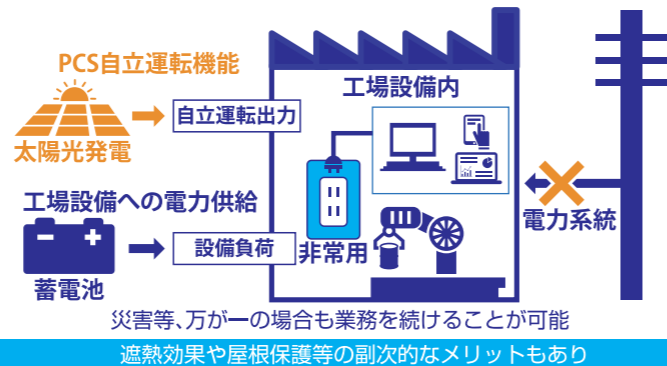 PCS自立運転機能
太陽光発電
自立運転出力
工場設備への電力供給
蓄電池
設備負荷
工場設備内
非常用
電力系統
災害等、万が一の場合も業務を続けることが可能
遮熱効果や屋根保護等の副次的なメリットもあり